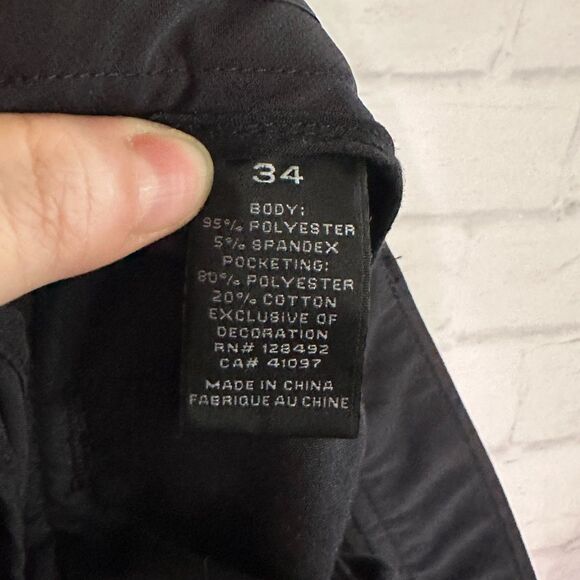 34
BODY:
95% POLYESTER
5% SPANDEX
POCKETING:
80% POLYESTER
20% COTTON
EXCLUSIVE OF
DECORATION
RN# 128492
CA# 41097
MADE IN CHINA
FABRIQUE AU CHINE